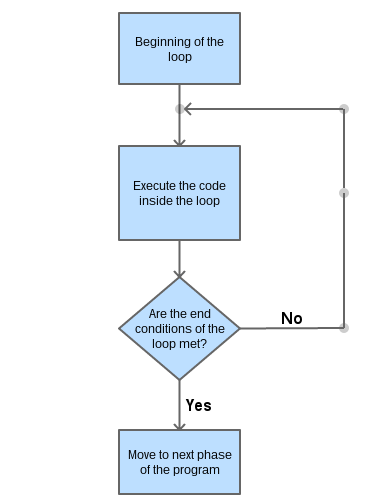 Beginning of the
loop
Execute the code
inside the loop
Are the end
conditions of the
loop met?
No
Yes
Move to next phase
of the program